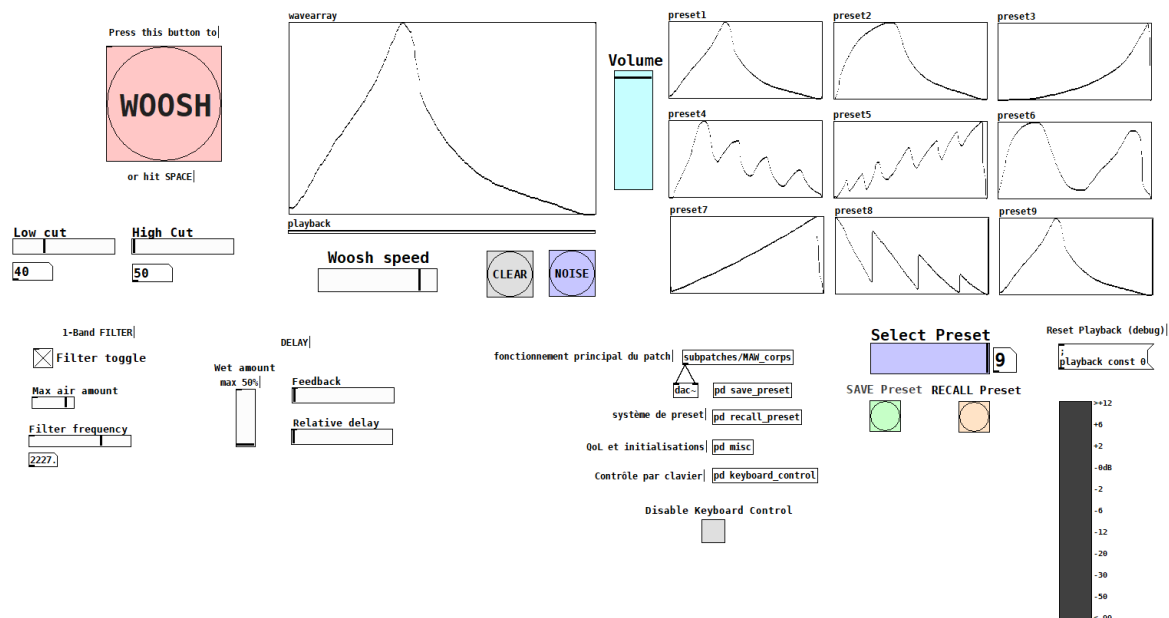 Press this button to
WOOSH
or hit SPACE
wavearray
playback
Volume
preset1
preset2
preset3
preset4
preset5
preset6
preset7
preset8
preset9
Low cut
High Cut
40
50
Woosh speed
CLEAR
NOISE
1-Band FILTER
Filter toggle
Max air amount
Filter frequency
2227.
DELAY
Wet amount
max 50%
Feedback
Relative delay
fonctionnement principal du patch
subpatches/MAW_corps
dac~
pd save_preset
système de preset
pd recall_preset
QoL et initialisations
pd misc
Contrôle par clavier
pd keyboard_control
Disable Keyboard Control
Select Preset
9
SAVE Preset
RECALL Preset
Reset Playback (debug)
;
playback const 0
>+12
+6
+2
-0dB
-2
-6
-12
-20
-30
-50